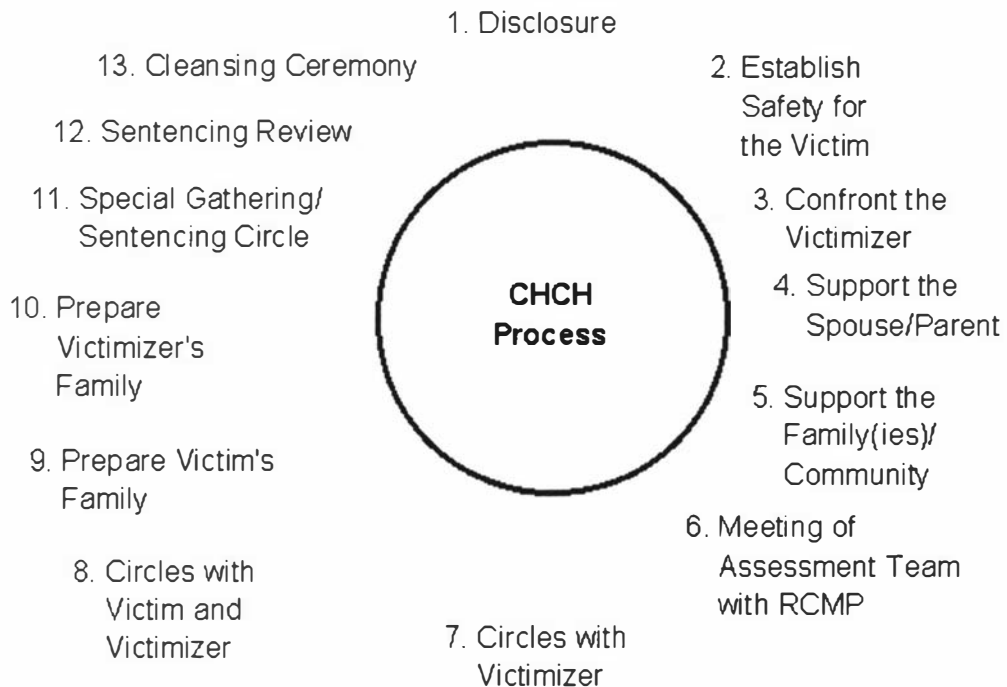 1. Disclosure
2. Establish
Safety for
the Victim
3. Confront the
Victimizer
4. Support the
Spouse/Parent
5. Support the
Family(ies)/
Community
6. Meeting of
Assessment Team
with RCMP
7. Circles with
Victimizer
8. Circles with
Victim and
Victimizer
9. Prepare Victim's
Family
10. Prepare
Victimizer's
Family
11. Special Gathering/
Sentencing Circle
12. Sentencing Review
13. Cleansing Ceremony
CHCH
Process